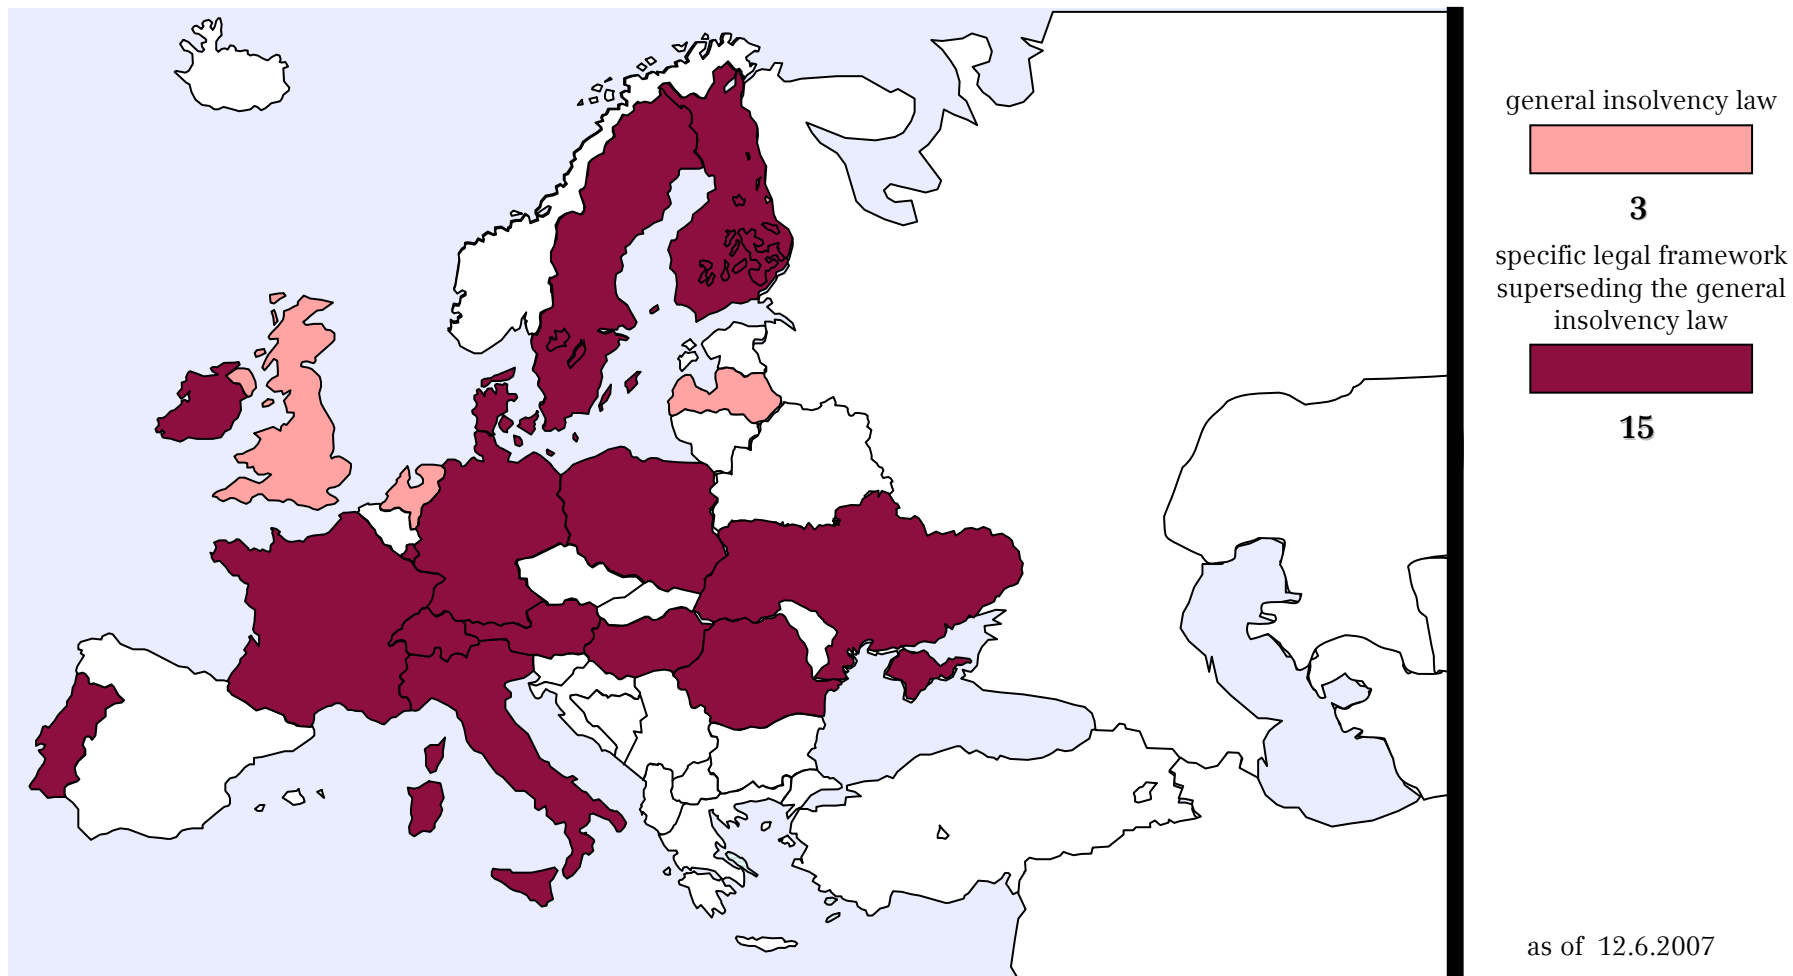 general insolvency law
3
specific legal framework
superseding the general
insolvency law
15
as of 12.6.2007